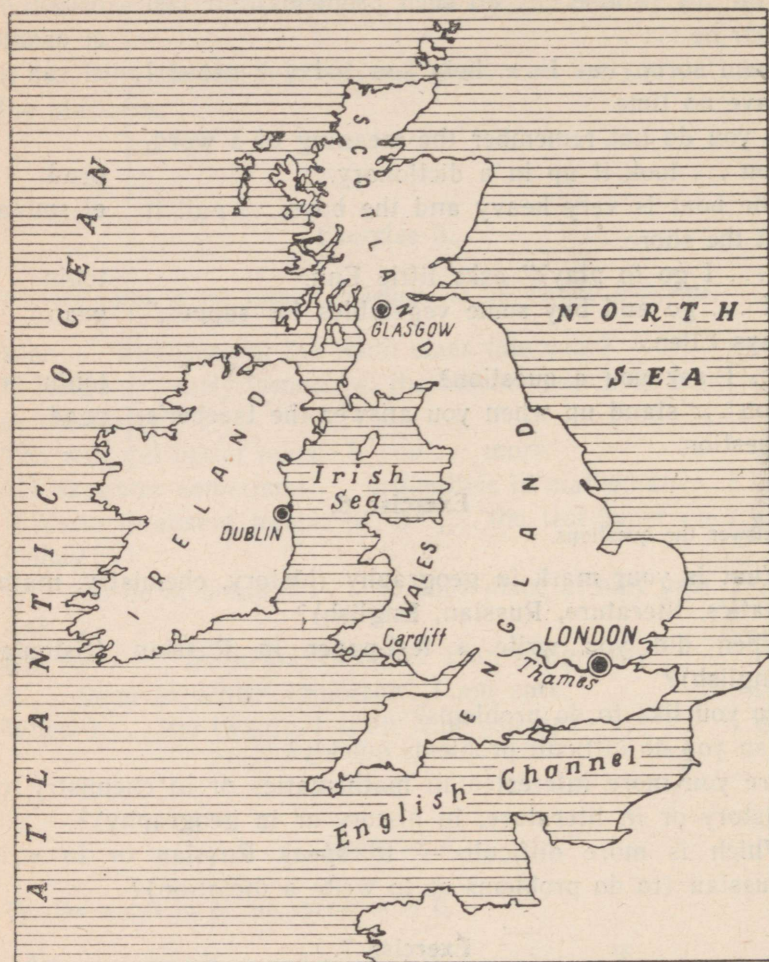 ATLANTIC OCEAN
SCOTLAND
GLASGOW
NORTH
SEA
IRELAND
Irish
Sea
DUBLIN
ENGLAND
WALES
Cardiff
LONDON
Thames
English Channel